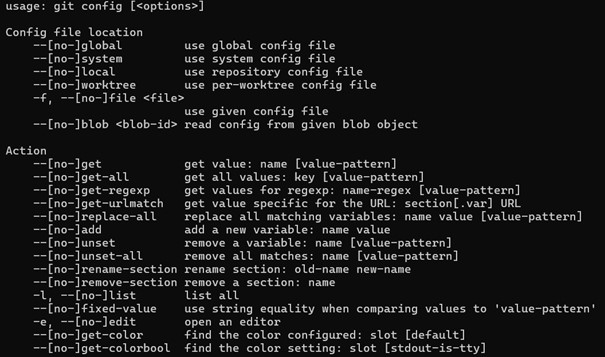 usage: git config [<options>]

Config file location
    --[no-]global         use global config file
    --[no-]system         use system config file
    --[no-]local          use repository config file
    --[no-]worktree       use per-worktree config file
    -f, --[no-]file <file>
                          use given config file
    --[no-]blob <blob-id> read config from given blob object

Action
    --[no-]get            get value: name [value-pattern]
    --[no-]get-all        get all values: key [value-pattern]
    --[no-]get-regexp     get values for regexp: name-regex [value-pattern]
    --[no-]get-urlmatch   get value specific for the URL: section[.var] URL
    --[no-]replace-all    replace all matching variables: name value [value-pattern]
    --[no-]add            add a new variable: name value
    --[no-]unset          remove a variable: name [value-pattern]
    --[no-]unset-all      remove all matches: name [value-pattern]
    --[no-]rename-section rename section: old-name new-name
    --[no-]remove-section remove a section: name
    -l, --[no-]list       list all
    --[no-]fixed-value    use string equality when comparing values to 'value-pattern'
    -e, --[no-]edit       open an editor
    --[no-]get-color      find the color configured: slot [default]
    --[no-]get-colorbool  find the color setting: slot [stdout-is-tty]